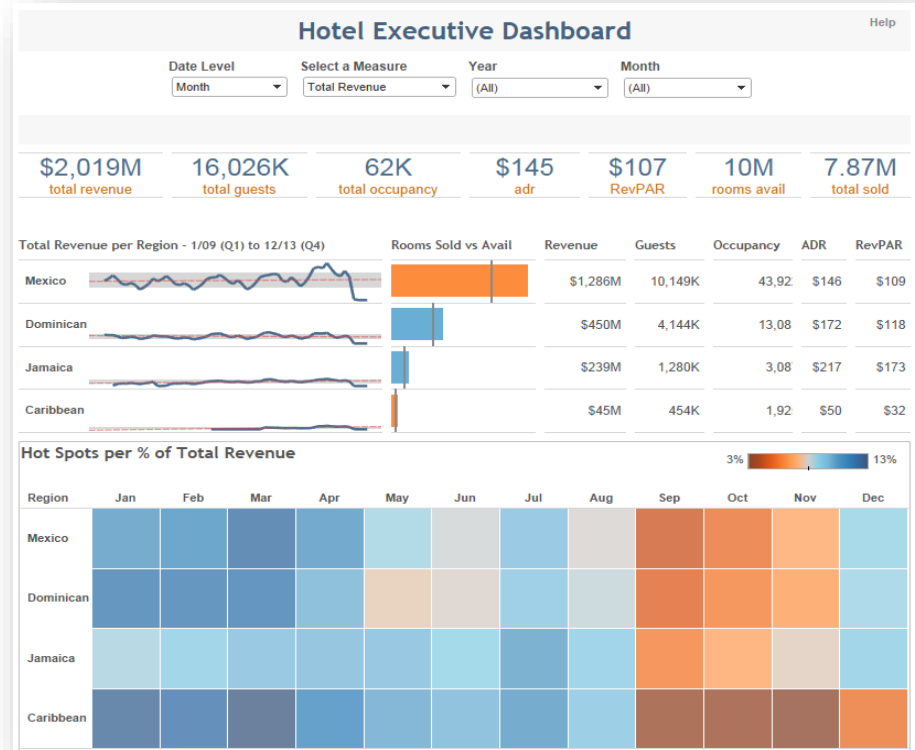 Hotel Executive Dashboard
Help
Date Level Select a Measure Year Month
Month Total Revenue (All) (All)
$2,019M 16,026K 62K $145 $107 10M 7.87M
total revenue total guests total occupancy adr RevPAR rooms avail total sold
Total Revenue per Region - 1/09 (Q1) to 12/13 (Q4) Rooms Sold vs Avail Revenue Guests Occupancy ADR RevPAR
Mexico $1,286M 10,149K 43,92 $146 $109
Dominican $450M 4,144K 13,08 $172 $118
Jamaica $239M 1,280K 3,08 $217 $173
Caribbean $45M 454K 1,92 $50 $32
Hot Spots per % of Total Revenue
3% 13%
Region Jan Feb Mar Apr May Jun Jul Aug Sep Oct Nov Dec
Mexico
Dominican
Jamaica
Caribbean